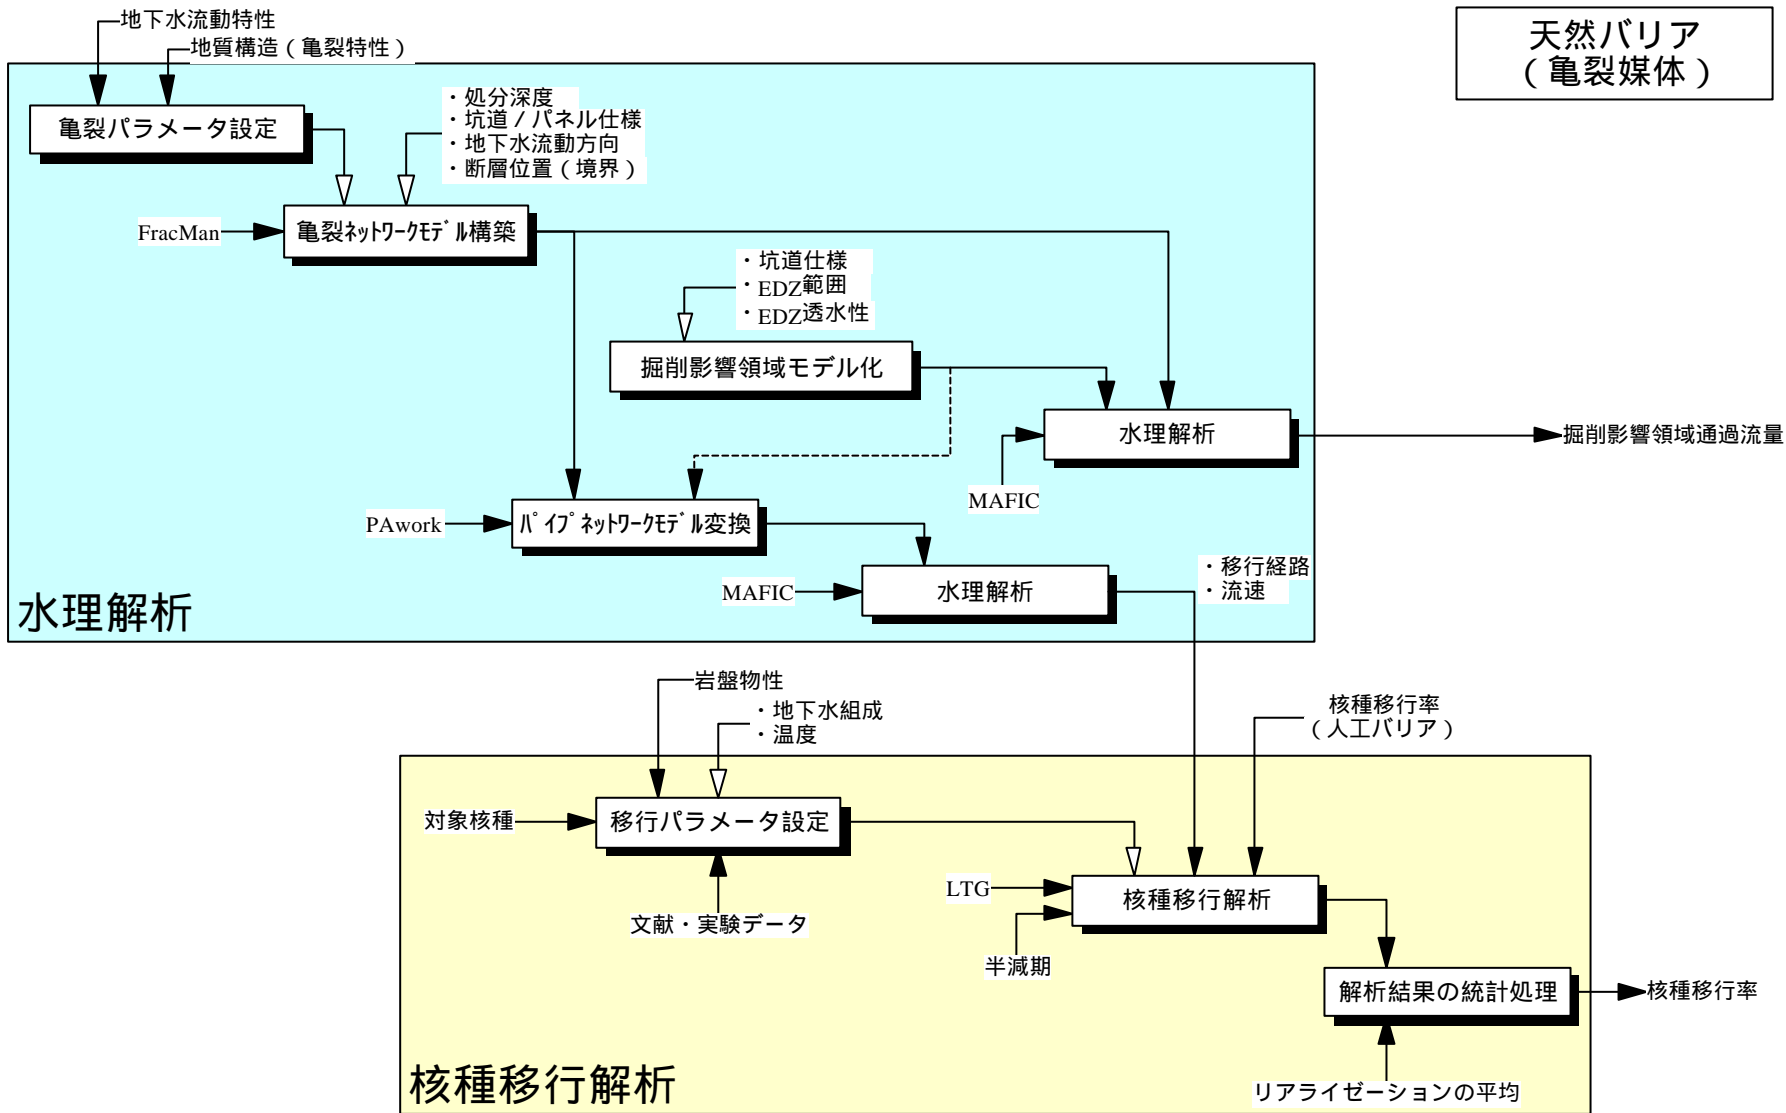 地下水流動特性
地質構造(亀裂特性)
天然バリア
(亀裂媒体)
亀裂パラメータ設定
・処分深度
・坑道/パネル仕様
・地下水流動方向
・断層位置(境界)
FracMan
亀裂ネットワークモデル構築
・坑道仕様
・EDZ範囲
・EDZ透水性
掘削影響領域モデル化
水理解析
掘削影響領域通過流量
MAFIC
PAwork
パイプネットワークモデル変換
MAFIC
水理解析
・移行経路
・流速
水理解析
岩盤物性
・地下水組成
・温度
核種移行率
(人工バリア)
対象核種
移行パラメータ設定
文献・実験データ
LTG
核種移行解析
半減期
解析結果の統計処理
核種移行率
核種移行解析
リアライゼーションの平均